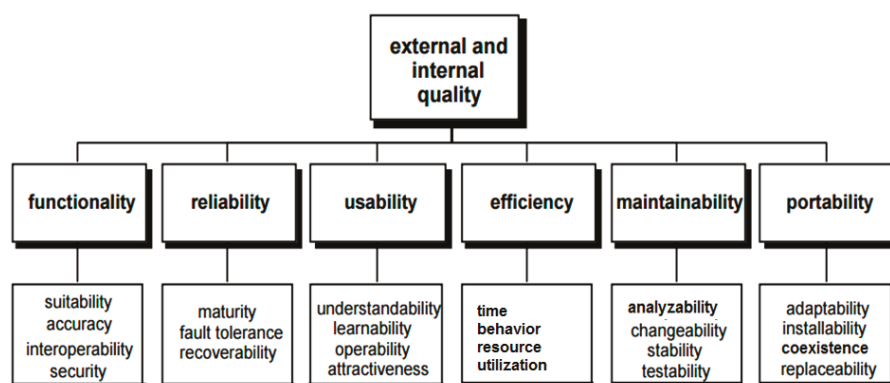 external and
internal
quality
functionality
reliability
usability
efficiency
maintainability
portability
suitability
accuracy
interoperability
security
maturity
fault tolerance
recoverability
understandability
learnability
operability
attractiveness
time
behavior
resource
utilization
analyzability
changeability
stability
testability
adaptability
installability
coexistence
replaceability